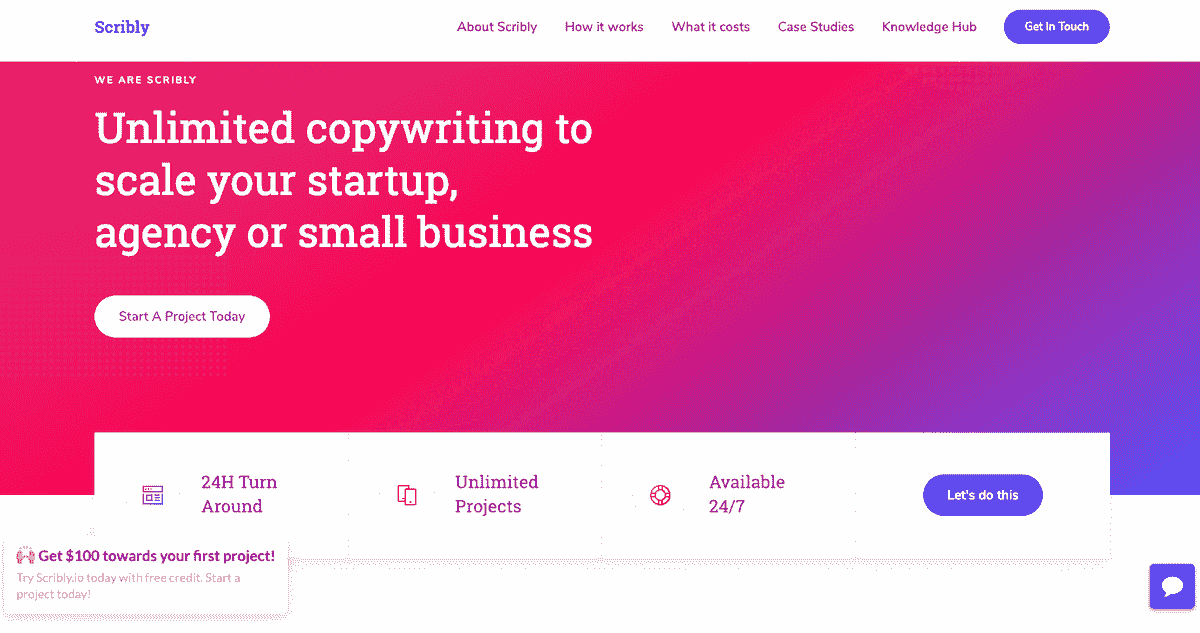 Scribly
About Scribly
How it works
What it costs
Case Studies
Knowledge Hub
Get In Touch
WE ARE SCRIBLY
Unlimited copywriting to
scale your startup,
agency or small business
Start A Project Today
24H Turn
Around
Unlimited
Projects
Available
24/7
Let's do this
🙌 Get $100 towards your first project!
Try Scribly.io today with free credit. Start a
project today!